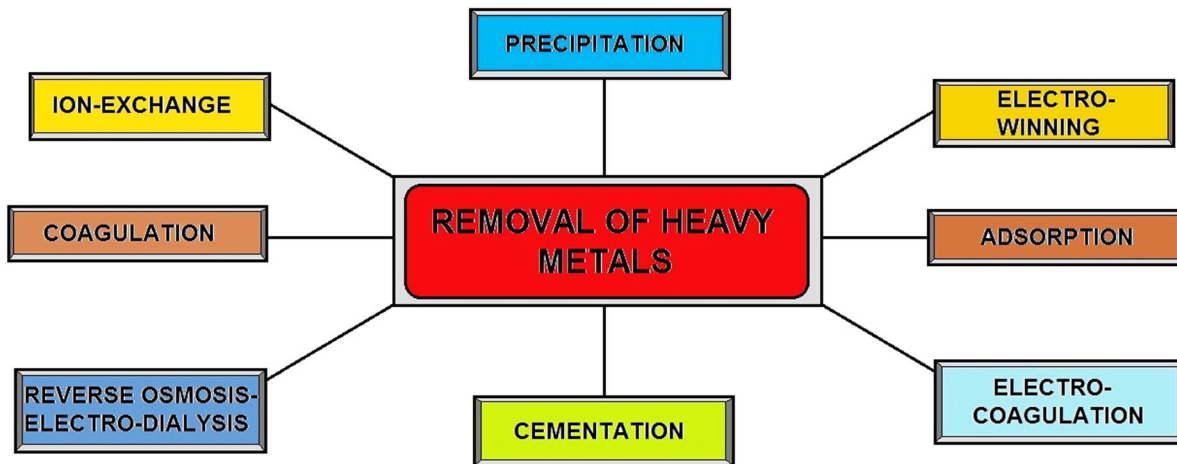 PRECIPITATION
ION-EXCHANGE
ELECTRO-
WINNING
COAGULATION
REMOVAL OF HEAVY
METALS
ADSORPTION
REVERSE OSMOSIS-
ELECTRO-DIALYSIS
CEMENTATION
ELECTRO-
COAGULATION